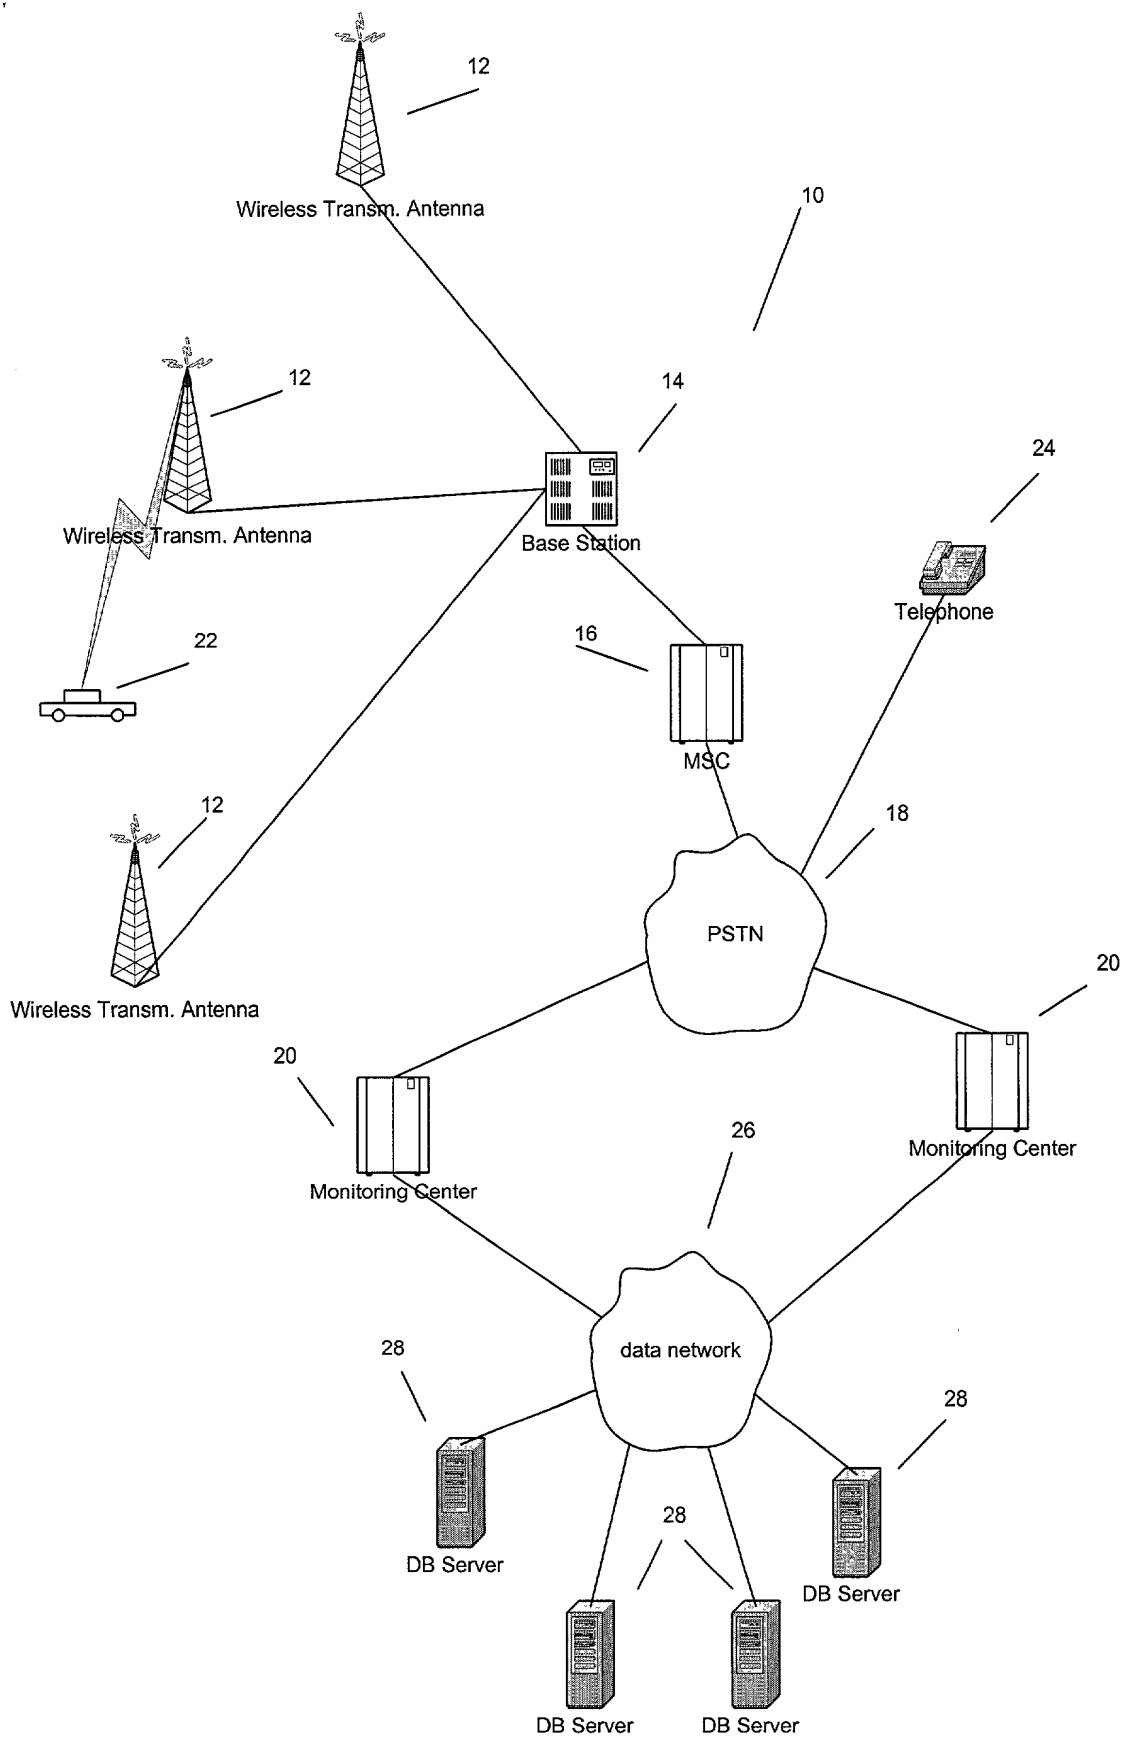 12
Wireless Transm. Antenna
10
12
14
24
Wireless Transm. Antenna
Base Station
Telephone
16
22
MSC
12
18
PSTN
20
Wireless Transm. Antenna
20
26
Monitoring Center
Monitoring Center
28
data network
28
28
DB Server
DB Server
DB Server
DB Server